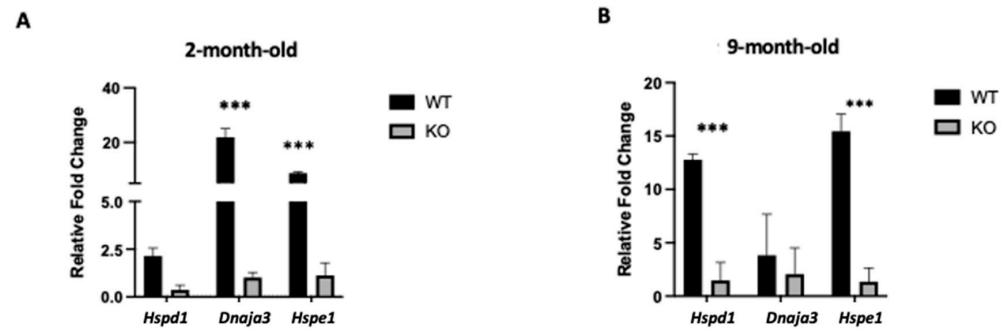 A
2-month-old
Relative Fold Change
40
20
5.0
2.5
0.0
***
***
Hspd1 Dnaja3 Hspe1
WT
KO
B
9-month-old
Relative Fold Change
20
15
10
5
0
***
***
Hspd1 Dnaja3 Hspe1
WT
KO